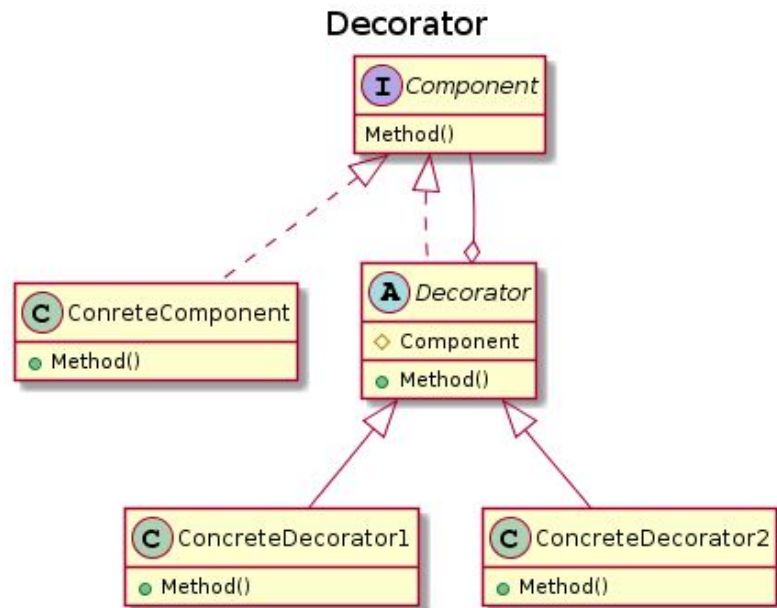 Decorator
I Component
Method()
C ConreteComponent
Method()
A Decorator
Component
Method()
C ConcreteDecorator1
Method()
C ConcreteDecorator2
Method()